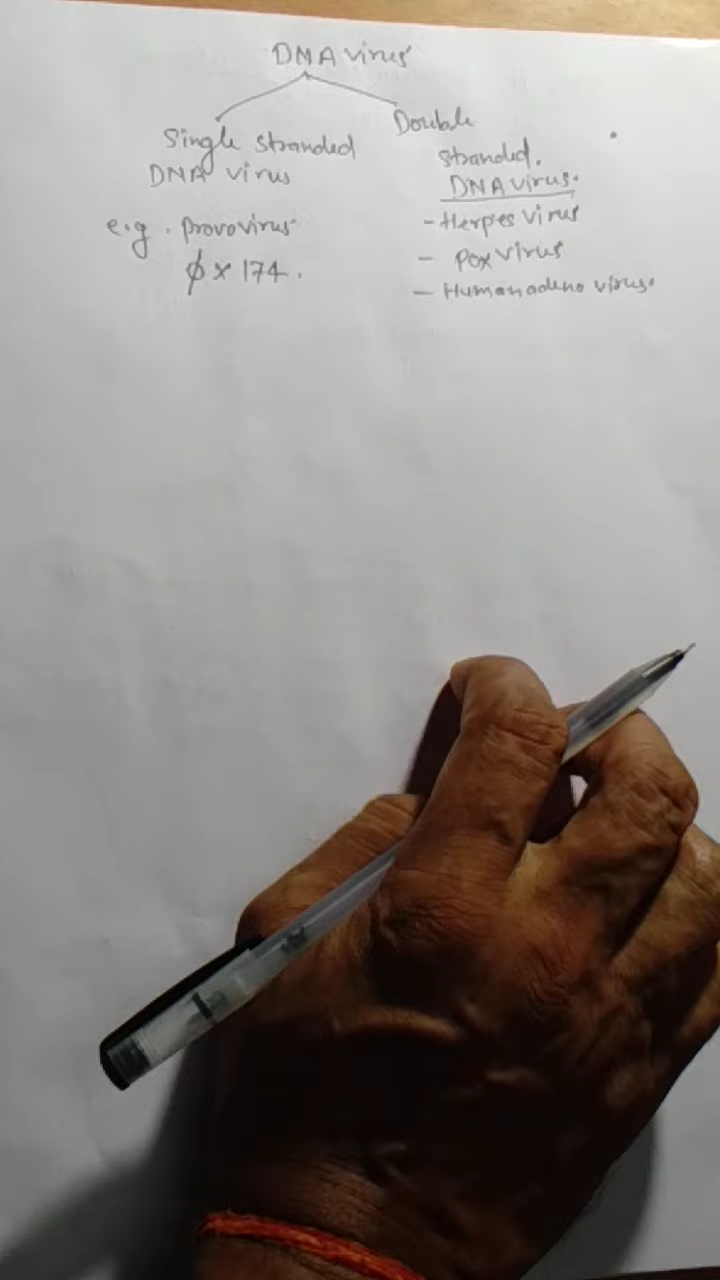 DNA virus
Single stranded
DNA virus
e.g. provovirus
ϕ x 174.
Double
stranded.
DNA virus.
- Herpes virus
- Pox virus
- Human adeno virus.